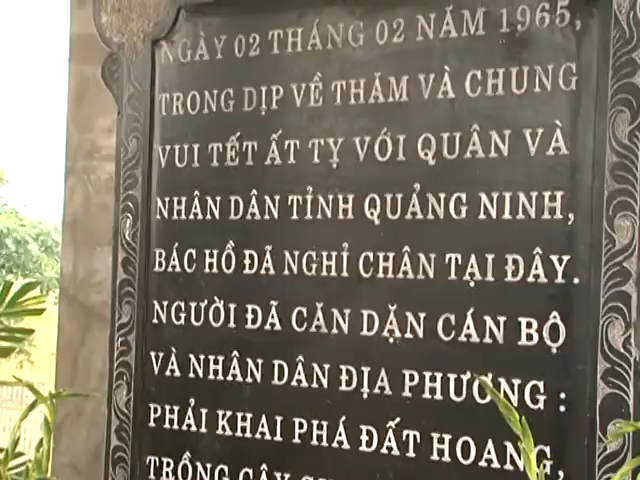 NGÀY 02 THÁNG 02 NĂM 1965,
TRONG DỊP VỀ THĂM VÀ CHUNG
VUI TẾT ẤT TỴ VỚI QUÂN VÀ
NHÂN DÂN TỈNH QUẢNG NINH,
BÁC HỒ ĐÃ NGHỈ CHÂN TẠI ĐÂY.
NGƯỜI ĐÃ CĂN DẶN CÁN BỘ
VÀ NHÂN DÂN ĐỊA PHƯƠNG :
PHẢI KHAI PHÁ ĐẤT HOANG,
TRỒNG CÂY